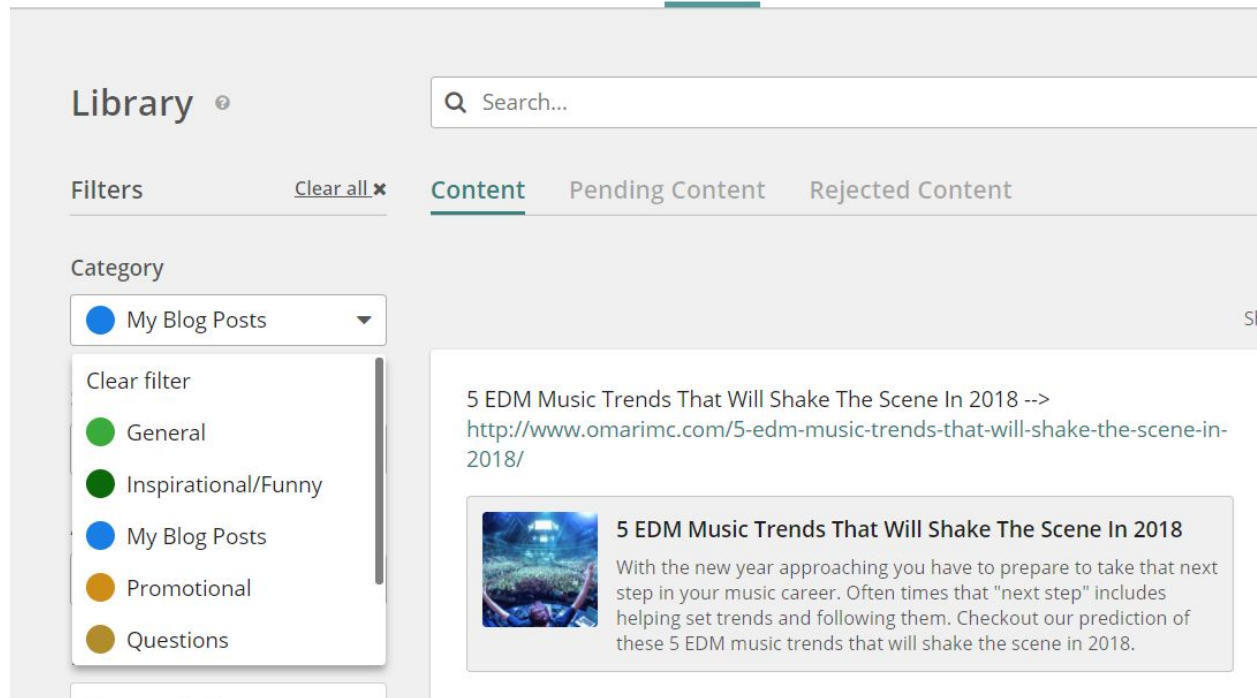 Library
Search...
Filters
Clear all
Content
Pending Content
Rejected Content
Category
My Blog Posts
Clear filter
General
Inspirational/Funny
My Blog Posts
Promotional
Questions
5 EDM Music Trends That Will Shake The Scene In 2018 -->
http://www.omarimc.com/5-edm-music-trends-that-will-shake-the-scene-in-
2018/
5 EDM Music Trends That Will Shake The Scene In 2018
With the new year approaching you have to prepare to take that next
step in your music career. Often times that "next step" includes
helping set trends and following them. Checkout our prediction of
these 5 EDM music trends that will shake the scene in 2018.